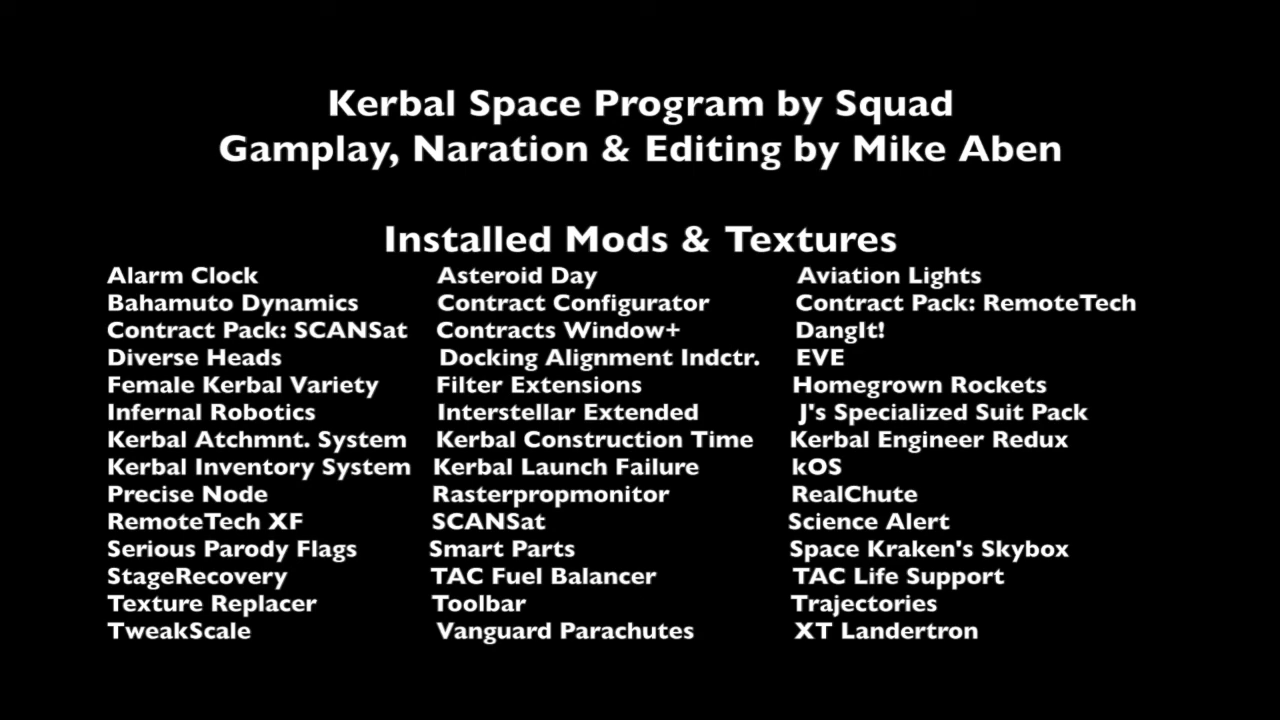 Kerbal Space Program by Squad
Gamplay, Naration & Editing by Mike Aben
Installed Mods & Textures
Alarm Clock Asteroid Day Aviation Lights
Bahamuto Dynamics Contract Configurator Contract Pack: RemoteTech
Contract Pack: SCANSat Contracts Window+ DangIt!
Diverse Heads Docking Alignment Indctr. EVE
Female Kerbal Variety Filter Extensions Homegrown Rockets
Infernal Robotics Interstellar Extended J's Specialized Suit Pack
Kerbal Atchmnt. System Kerbal Construction Time Kerbal Engineer Redux
Kerbal Inventory System Kerbal Launch Failure kOS
Precise Node Rasterpropmonitor RealChute
RemoteTech XF SCANSat Science Alert
Serious Parody Flags Smart Parts Space Kraken's Skybox
StageRecovery TAC Fuel Balancer TAC Life Support
Texture Replacer Toolbar Trajectories
TweakScale Vanguard Parachutes XT Landertron